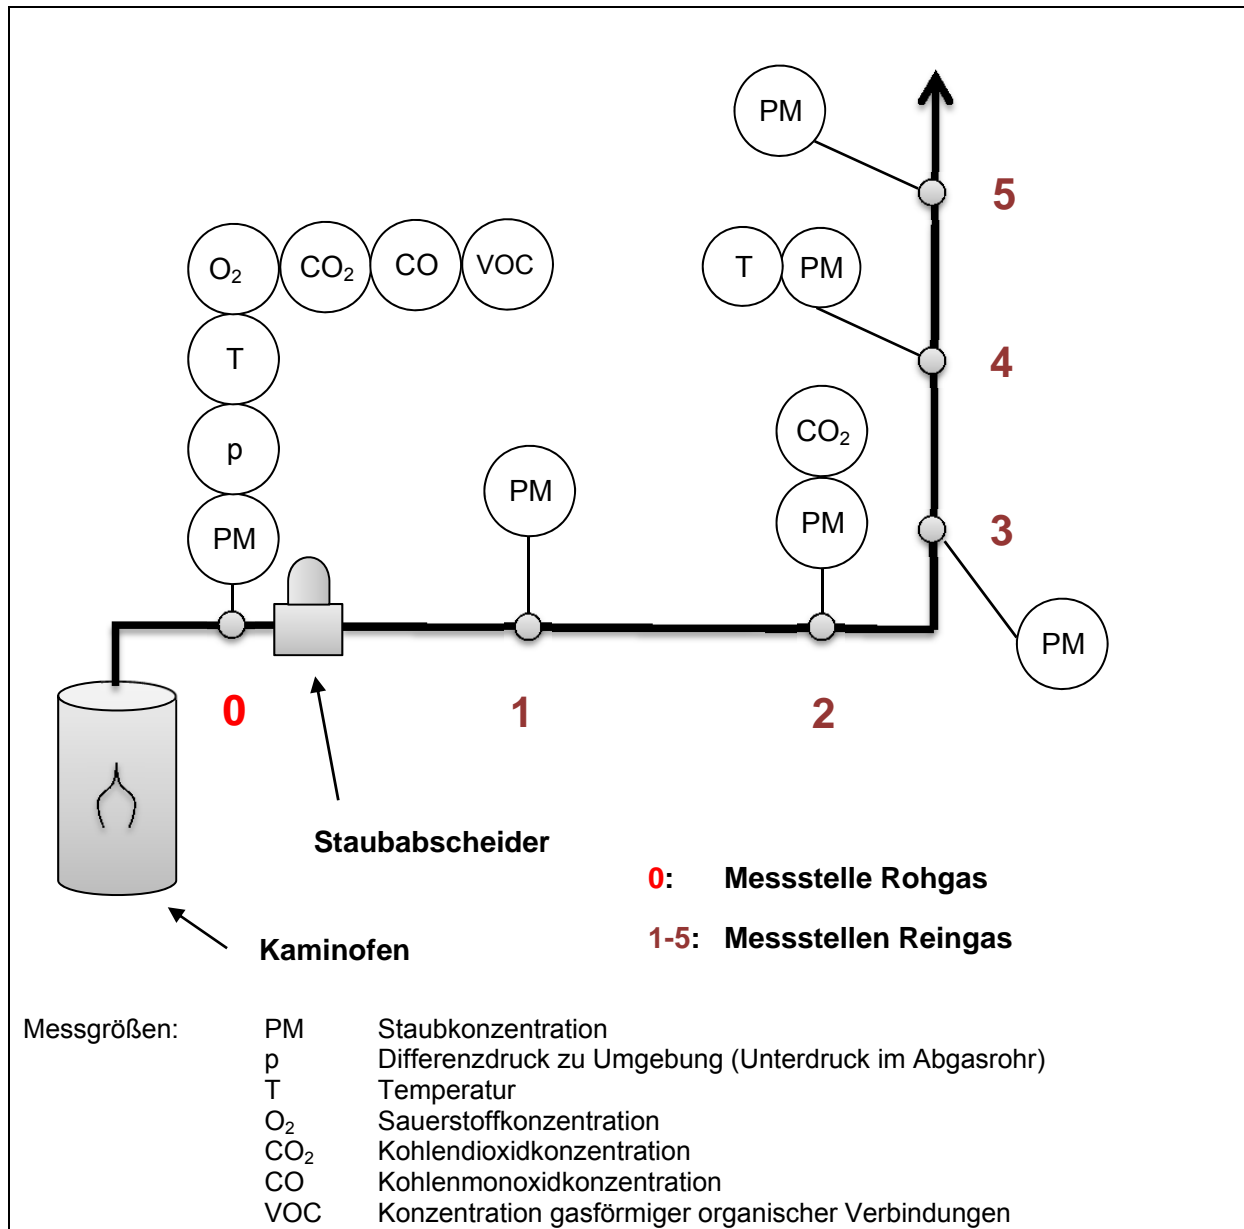 PM
5
O₂ CO₂ CO VOC
T PM
T
4
CO₂
p
PM
PM
PM
3
PM
0
1
2
Staubabscheider
0: Messstelle Rohgas
Kaminofen
1-5: Messstellen Reingas
Messgrößen: PM Staubkonzentration
p Differenzdruck zu Umgebung (Unterdruck im Abgasrohr)
T Temperatur
O₂ Sauerstoffkonzentration
CO₂ Kohlendioxidkonzentration
CO Kohlenmonoxidkonzentration
VOC Konzentration gasförmiger organischer Verbindungen